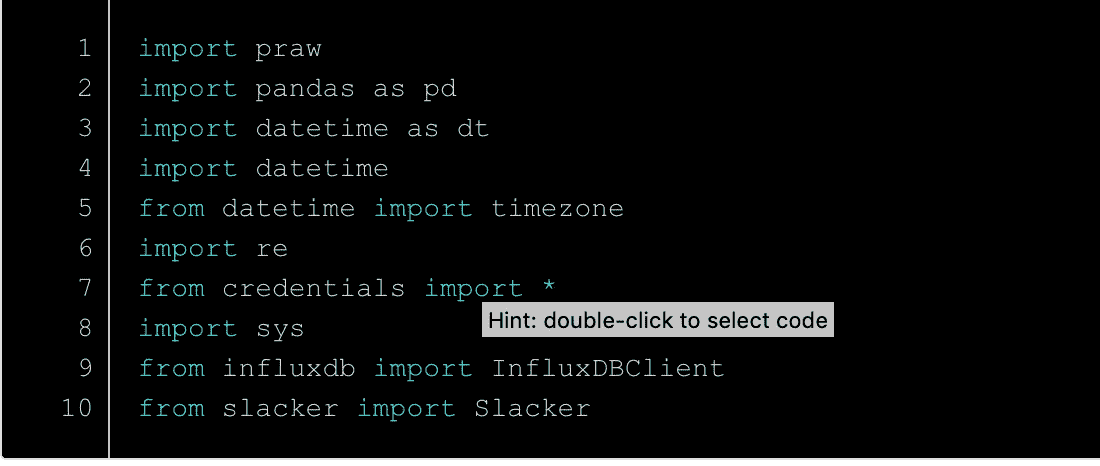 1 import praw
2 import pandas as pd
3 import datetime as dt
4 import datetime
5 from datetime import timezone
6 import re
7 from credentials import *
Hint: double-click to select code
8 import sys
9 from influxdb import InfluxDBClient
10 from slacker import Slacker